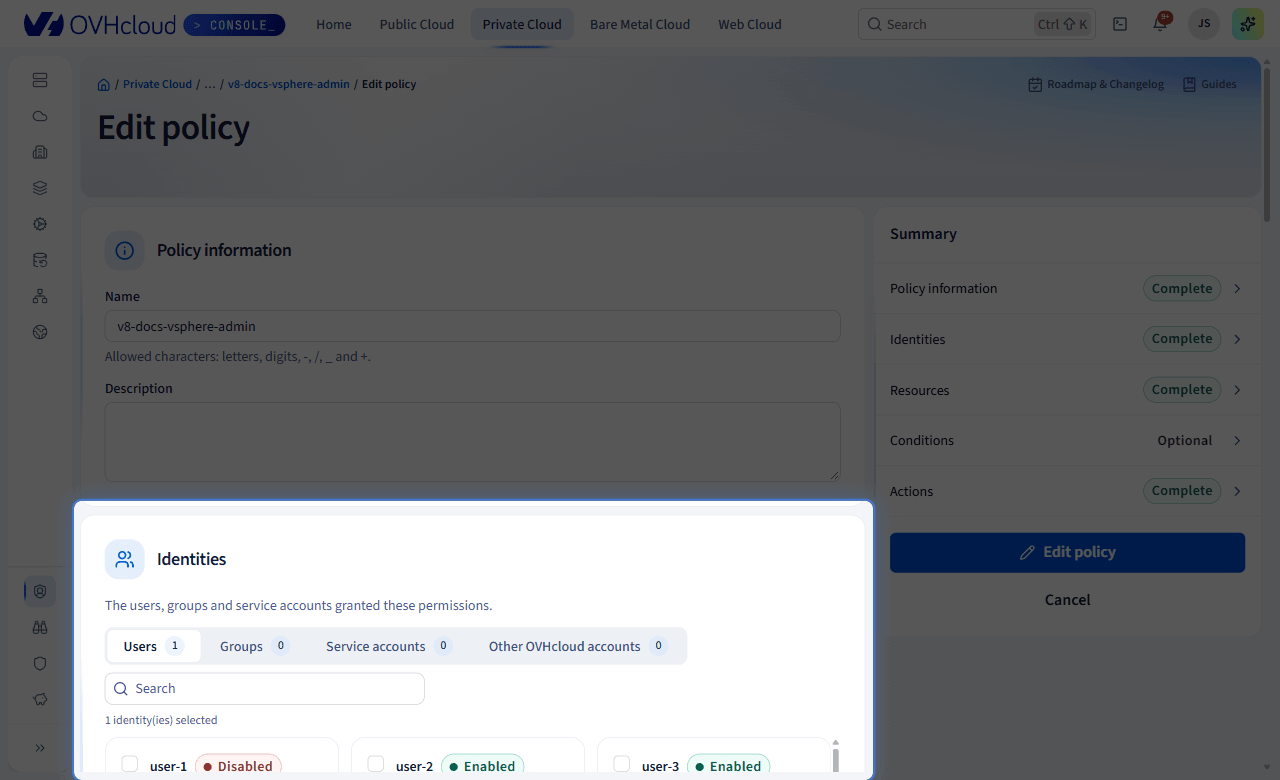 OVHcloud > CONSOLE_ Home Public Cloud Private Cloud Bare Metal Cloud Web Cloud Search Ctrl K 9+ JS
/ Private Cloud / ... / v8-docs-vsphere-admin / Edit policy Roadmap & Changelog Guides
Edit policy
Policy information
Name
v8-docs-vsphere-admin
Allowed characters: letters, digits, -, /, _ and +.
Description
Summary
Policy information Complete
Identities Complete
Resources Complete
Conditions Optional
Actions Complete
Edit policy
Cancel
Identities
The users, groups and service accounts granted these permissions.
Users 1 Groups 0 Service accounts 0 Other OVHcloud accounts 0
Search
1 identity(ies) selected
user-1 Disabled user-2 Enabled user-3 Enabled